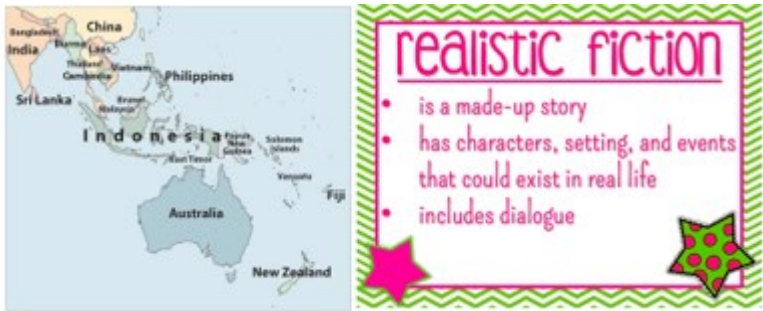 China
Bangladesh
India
Burma
Laos
Thailand
Vietnam
Cambodia
Philippines
Sri Lanka
Brunei
Malaysia
Indonesia
Papua
New
Guinea
Solomon
Islands
East Timor
Vanuatu
Fiji
Australia
New Zealand
realistic fiction
• is a made-up story
• has characters, setting, and events
that could exist in real life
• includes dialogue